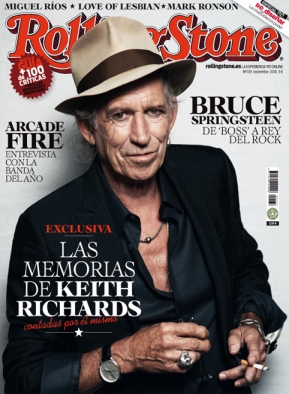 MIGUEL RÍOS ★ LOVE OF LESBIAN ★ MARK RONSON
Rolling Stone
+100
DE CRÍTICAS
rollingstone.es
ARCADE
FIRE
ENTREVISTA
CON LA
BANDA
DEL AÑO
BRUCE
SPRINGSTEEN
DE 'BOSS' A REY
DEL ROCK
EXCLUSIVA
LAS
MEMORIAS
DE KEITH
RICHARDS
contadas por él mismo